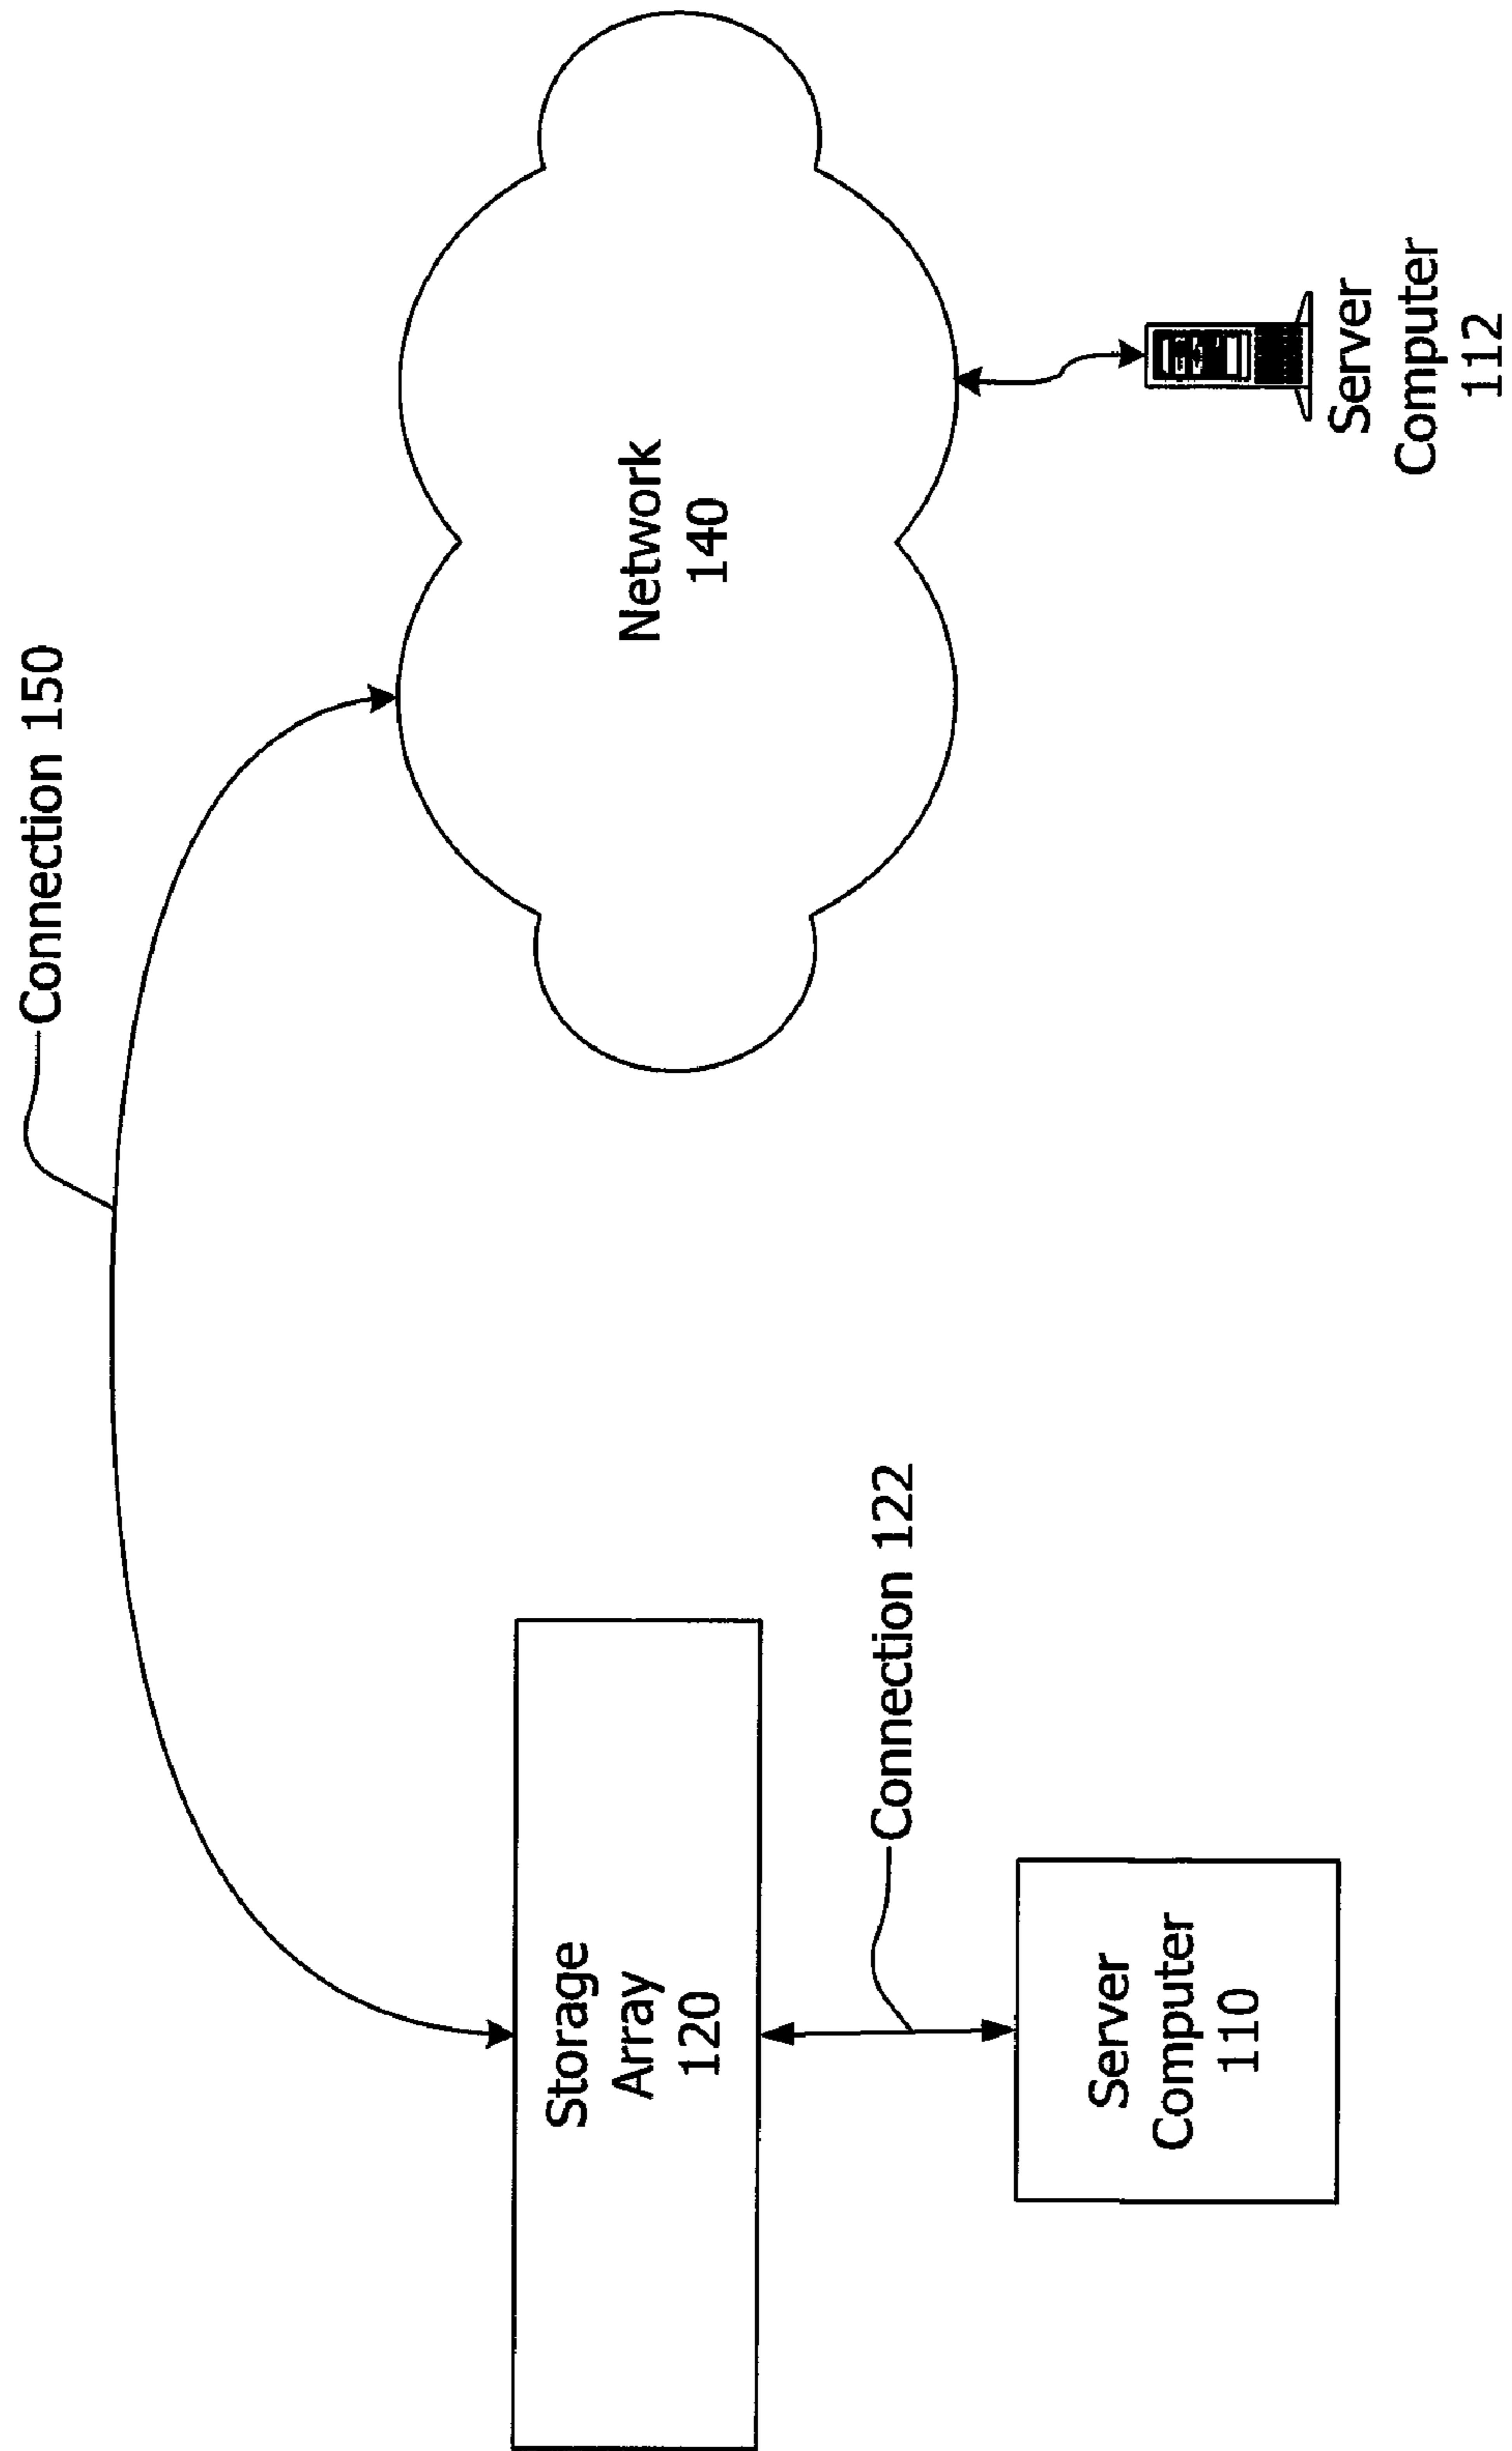 Connection 150
Storage
Array
120
Network
140
Connection 122
Server
Computer
110
Server
Computer
112